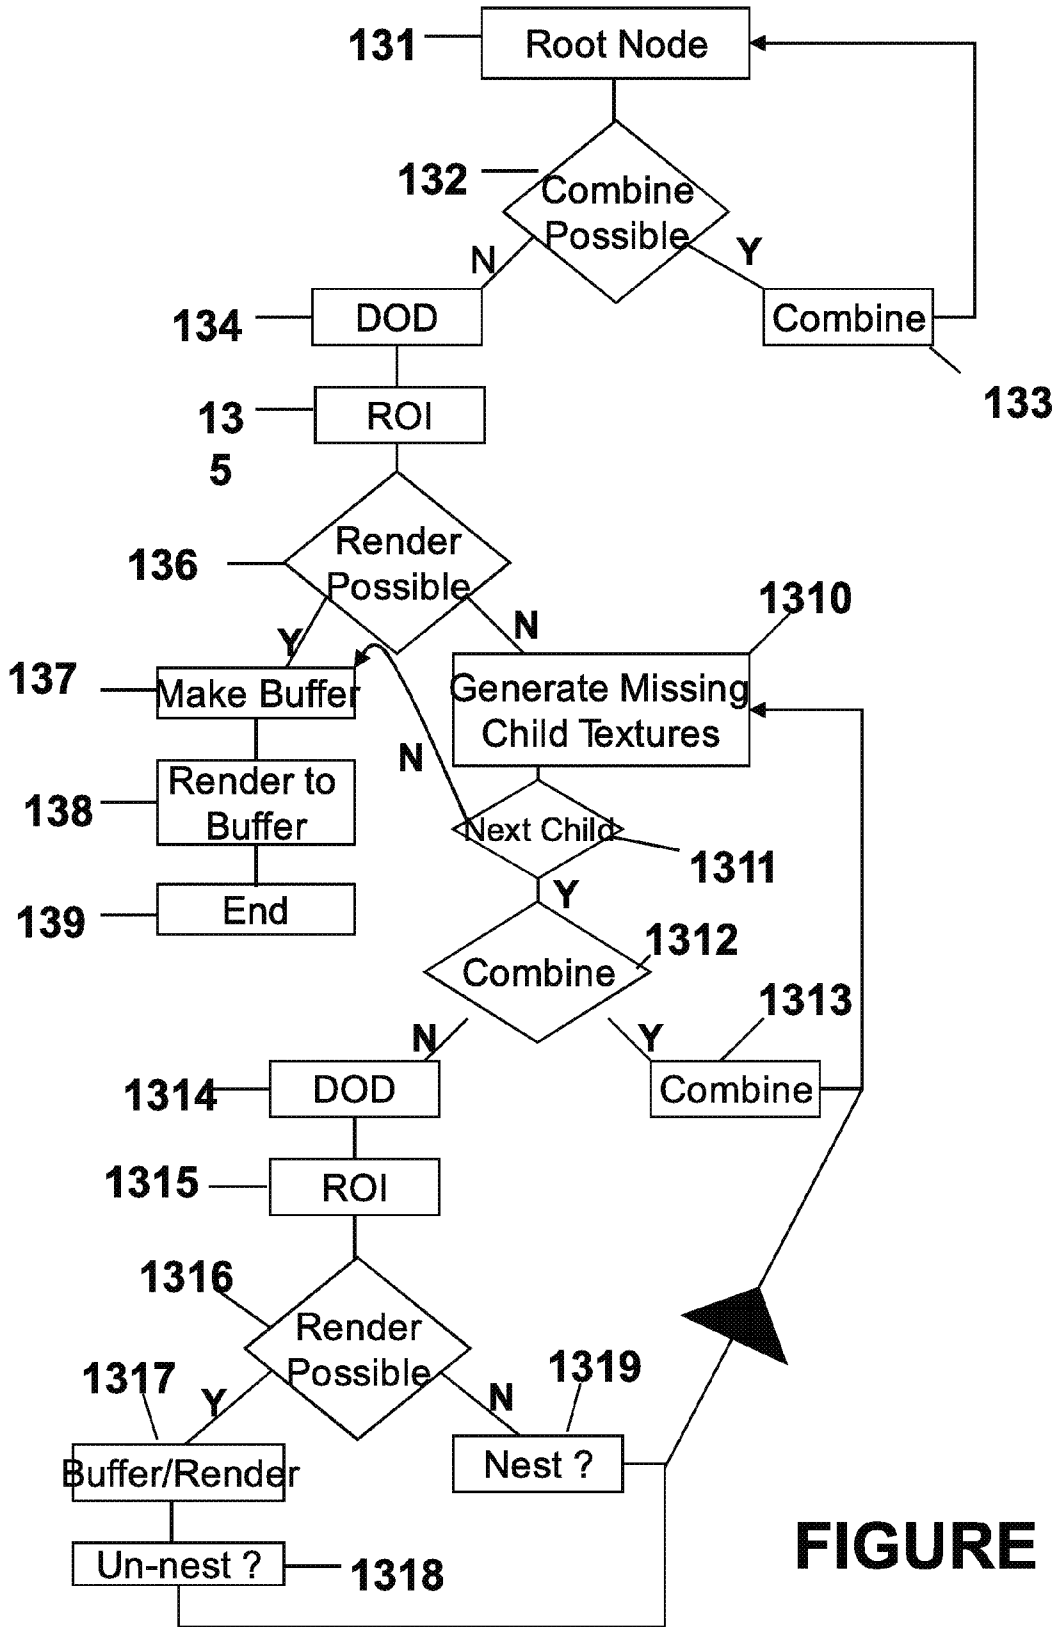 131
Root Node
132
Combine
Possible
N
Y
134
DOD
Combine
133
13
5
ROI
136
Render
Possible
Y
N
1310
137
Make Buffer
Generate Missing
Child Textures
N
138
Render to
Buffer
Next Child
1311
139
End
Y
1312
Combine
1313
N
Y
1314
DOD
Combine
1315
ROI
1316
Render
Possible
1317
Y
N
1319
Buffer/Render
Nest ?
Un-nest ?
1318
FIGURE